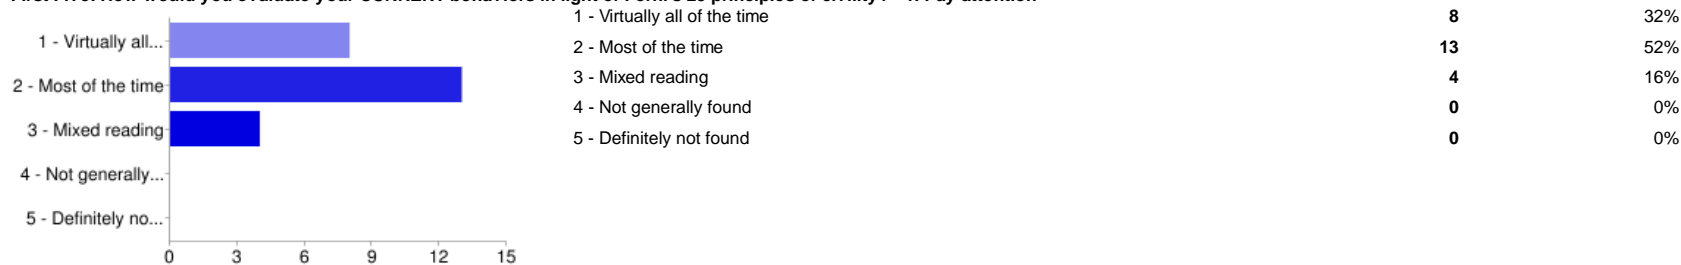 1 - Virtually all of the time 8 32%
2 - Most of the time 13 52%
3 - Mixed reading 4 16%
4 - Not generally found 0 0%
5 - Definitely not found 0 0%
1 - Virtually all...
2 - Most of the time
3 - Mixed reading
4 - Not generally...
5 - Definitely no...
0 3 6 9 12 15